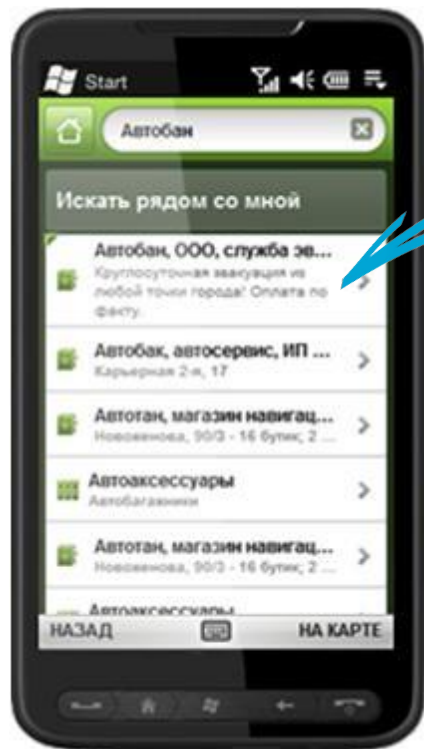 Start
Автобан
Искать рядом со мной
Автобан, ООО, служба эв...
Круглосуточная эвакуация из
любой точки города! Оплата по
факту.
Автобак, автосервис, ИП ...
Карьерная 2-я, 17
Автотан, магазин навигац...
Новоженова, 90/3 - 16 бутик; 2 ...
Автоаксессуары
Автобагажники
Автотан, магазин навигац...
Новоженова, 90/3 - 16 бутик; 2 ...
Автоаксессуары
НАЗАД
НА КАРТЕ